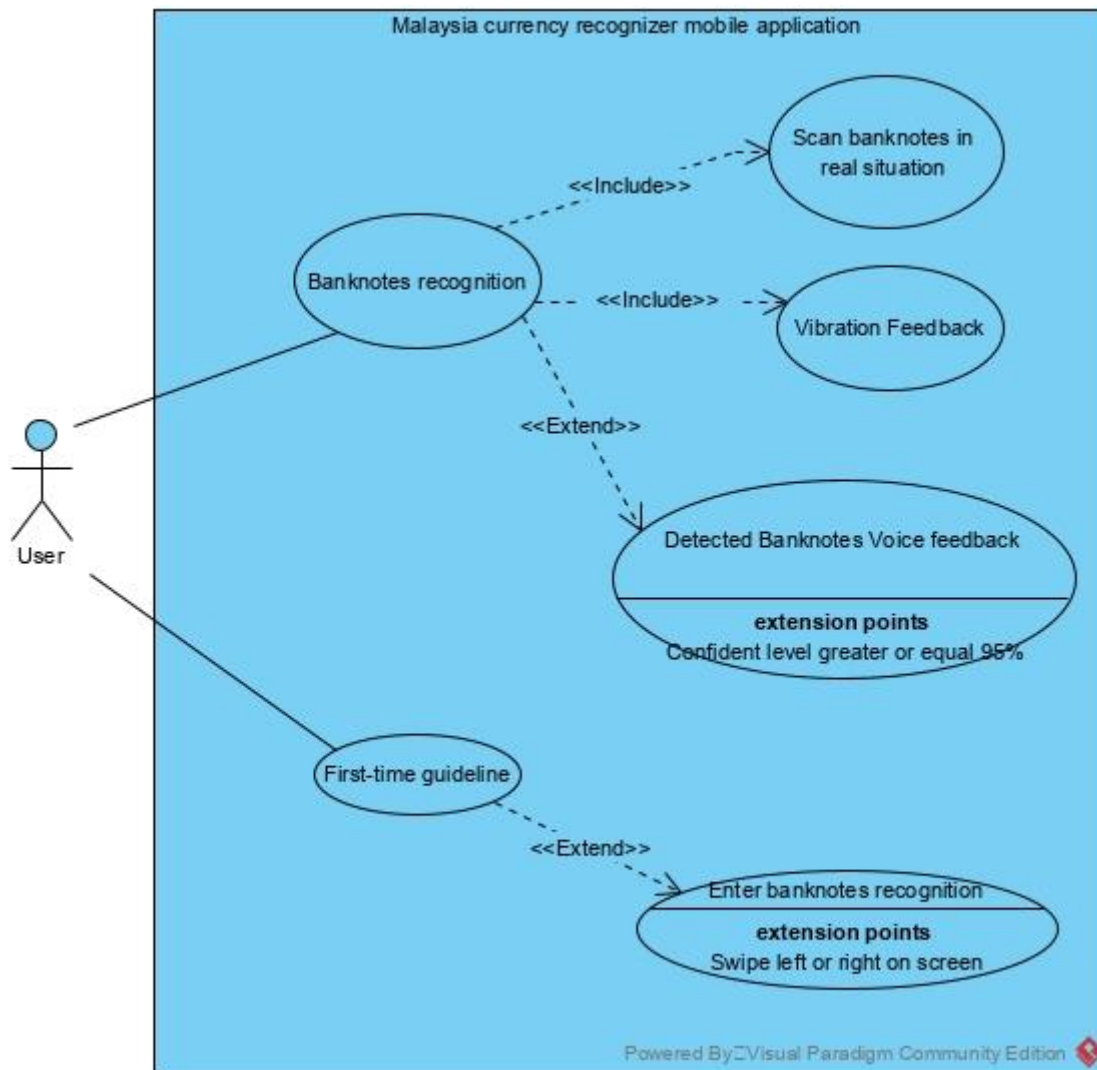 Malaysia currency recognizer mobile application
Scan banknotes in
real situation
<<Include>>
Banknotes recognition
<<Include>>
Vibration Feedback
<<Extend>>
User
Detected Banknotes Voice feedback
extension points
Confident level greater or equal 95%
First-time guideline
<<Extend>>
Enter banknotes recognition
extension points
Swipe left or right on screen
Powered By Visual Paradigm Community Edition